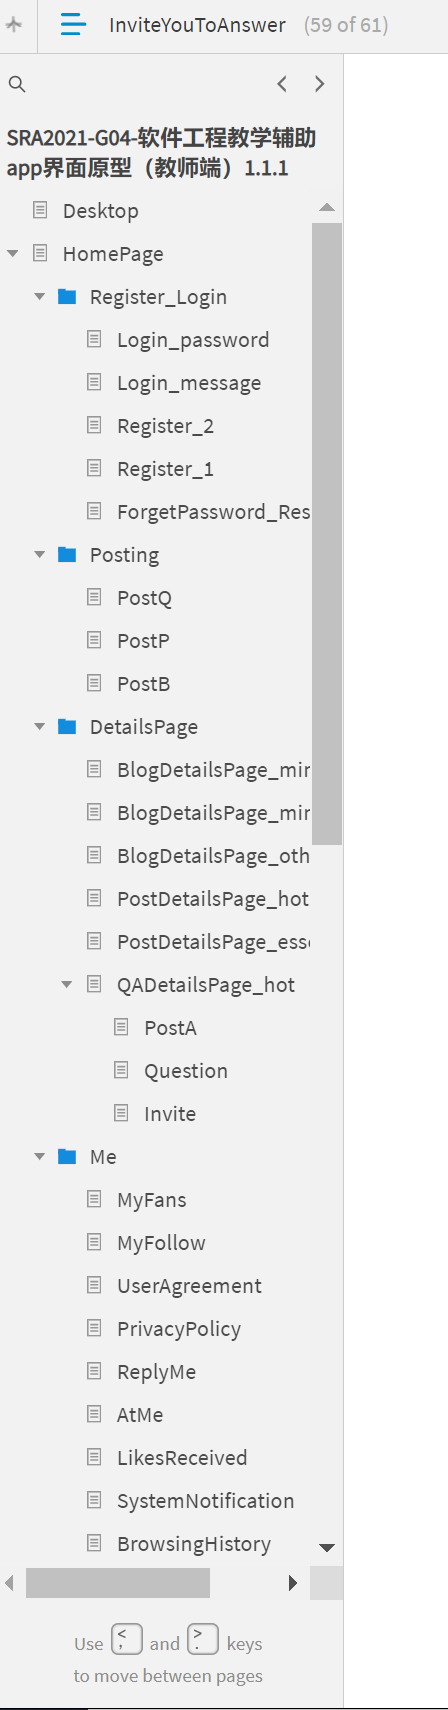 InviteYouToAnswer (59 of 61)
SRA2021-G04-软件工程教学辅助
app界面原型（教师端）1.1.1
Desktop
HomePage
Register_Login
Login_password
Login_message
Register_2
Register_1
ForgetPassword_Res
Posting
PostQ
PostP
PostB
DetailsPage
BlogDetailsPage_mir
BlogDetailsPage_mir
BlogDetailsPage_oth
PostDetailsPage_hot
PostDetailsPage_esse
QADetailsPage_hot
PostA
Question
Invite
Me
MyFans
MyFollow
UserAgreement
PrivacyPolicy
ReplyMe
AtMe
LikesReceived
SystemNotification
BrowsingHistory
Use < , and > . keys
to move between pages